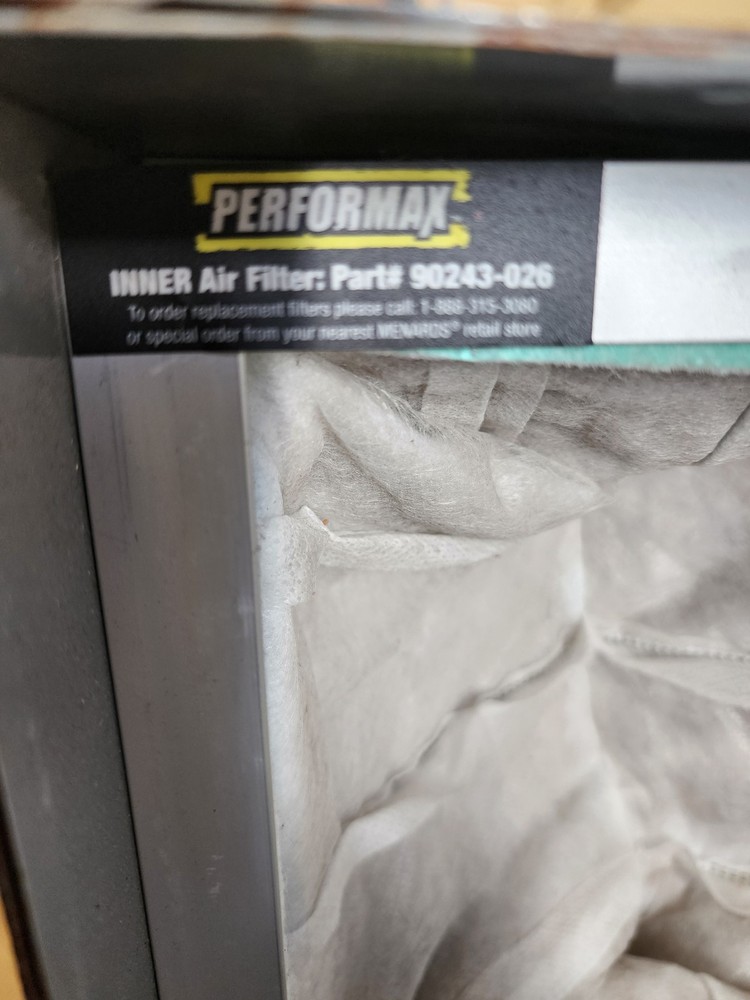 PERFORMAX
INNER Air Filter: Part# 90243-026
To order replacement filters please call: 1-888-315-3080
or special order from your nearest MENARDS® retail store